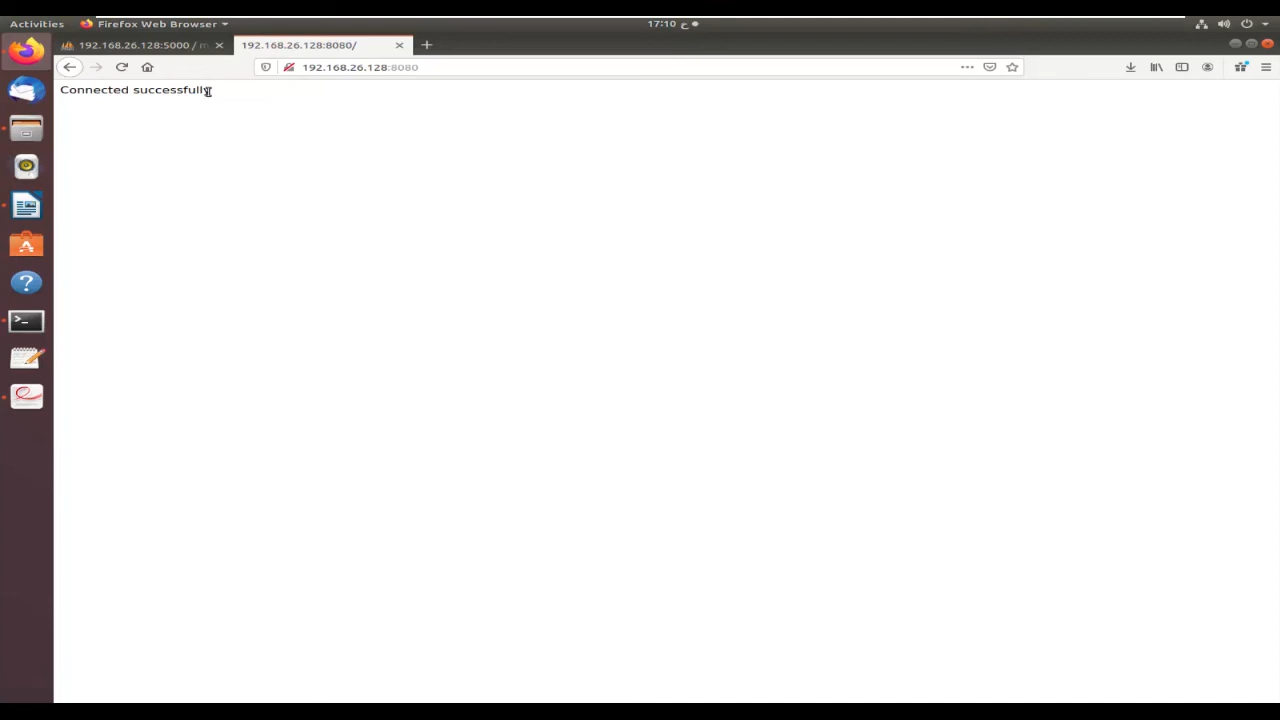 Activities Firefox Web Browser 17:10 ح
192.168.26.128:5000 / m 192.168.26.128:8080/
192.168.26.128:8080
Connected successfully